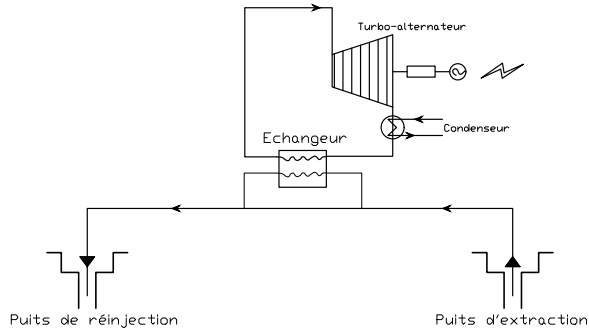 Turbo-alternateur
Condenseur
Echangeur
Puits de réinjection
Puits d'extraction